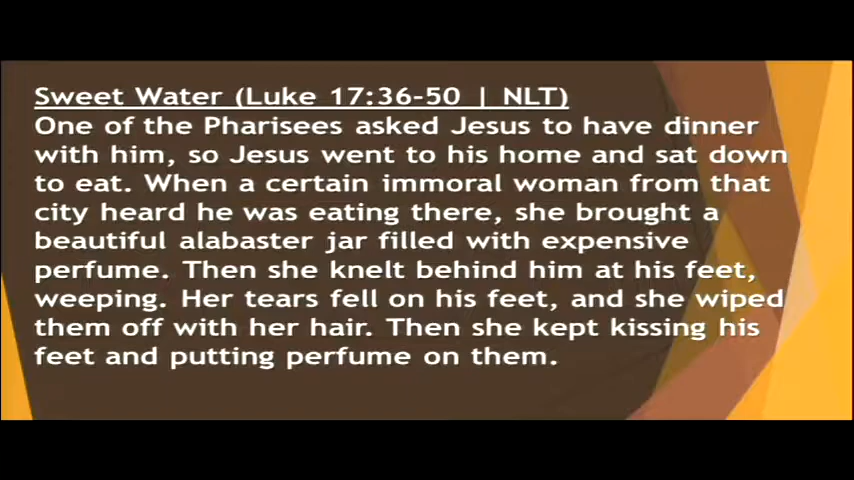 Sweet Water (Luke 17:36-50 | NLT)
One of the Pharisees asked Jesus to have dinner
with him, so Jesus went to his home and sat down
to eat. When a certain immoral woman from that
city heard he was eating there, she brought a
beautiful alabaster jar filled with expensive
perfume. Then she knelt behind him at his feet,
weeping. Her tears fell on his feet, and she wiped
them off with her hair. Then she kept kissing his
feet and putting perfume on them.